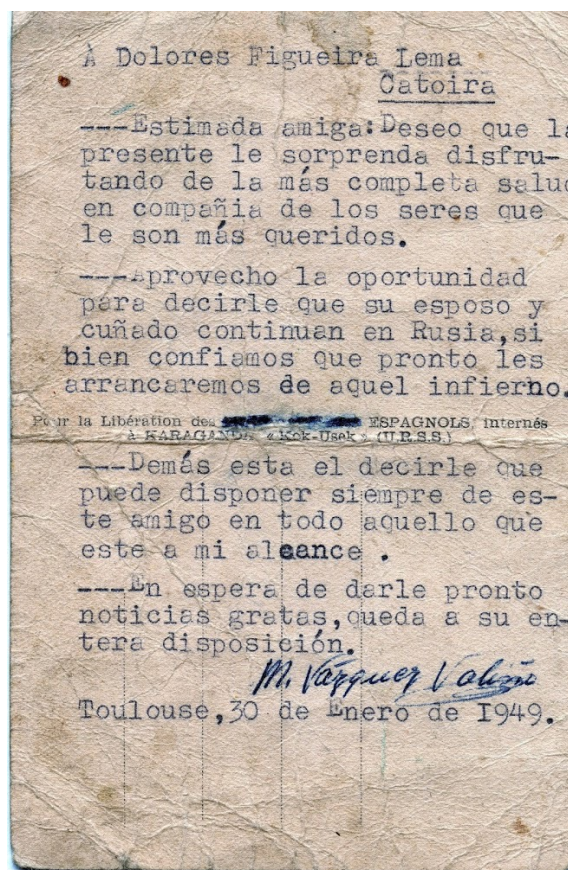 À Dolores Figueira Lema
Catoira
---Estimada amiga:Deseo que la
presente le sorprenda disfru-
tando de la más completa salud
en compañia de los seres que
le son más queridos.
---Aprovecho la oportunidad
para decirle que su esposo y
cuñado continuan en Rusia,si
bien confiamos que pronto les
arrancaremos de aquel infierno.
Pour la Libération des ESPAGNOLS, internés
à KARAGANDA «Kok-Usek» (U.R.S.S.)
---Demás esta el decirle que
puede disponer siempre de es-
te amigo en todo aquello que
este a mi alcance .
---En espera de darle pronto
noticias gratas,queda a su en-
tera disposición.
M. Vázquez Valiño
Toulouse,30 de Enero de I949.